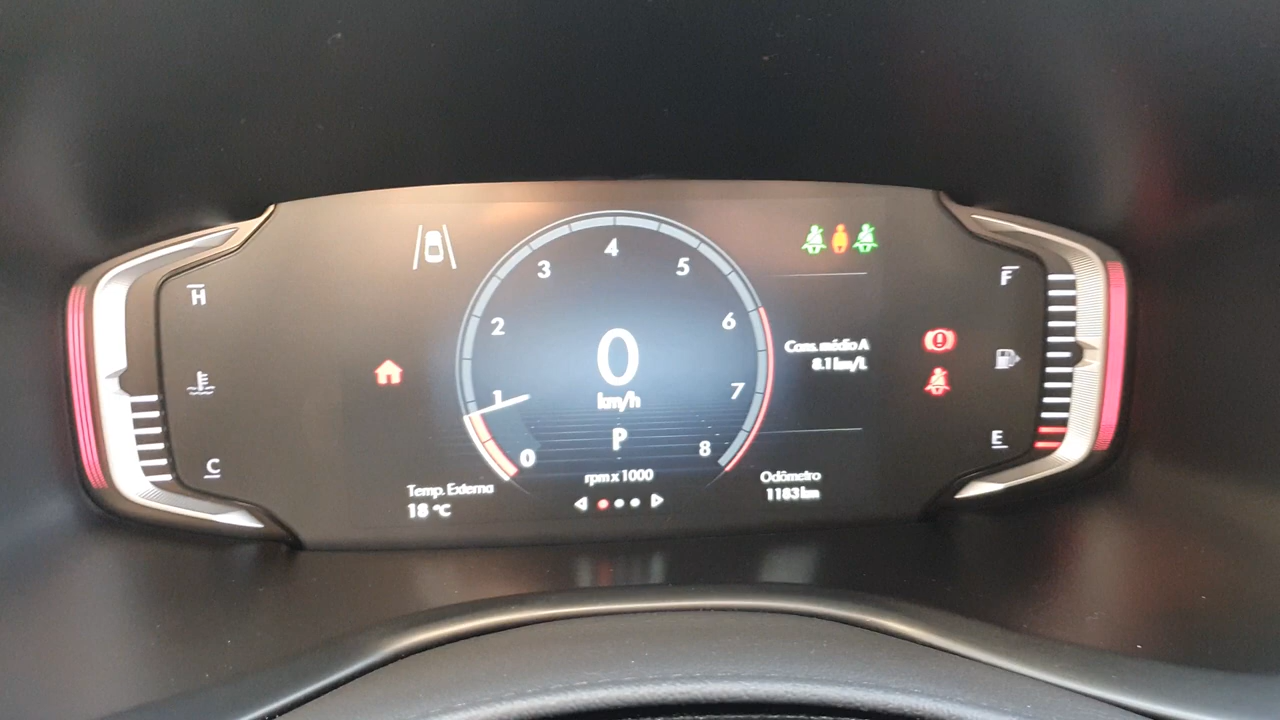 H
C
0
1
2
3
4
5
6
7
8
0
km/h
P
rpm x 1000
Temp. Externa
18 °C
Cons. médio A
8.1 km/L
Odômetro
1183 km
F
E